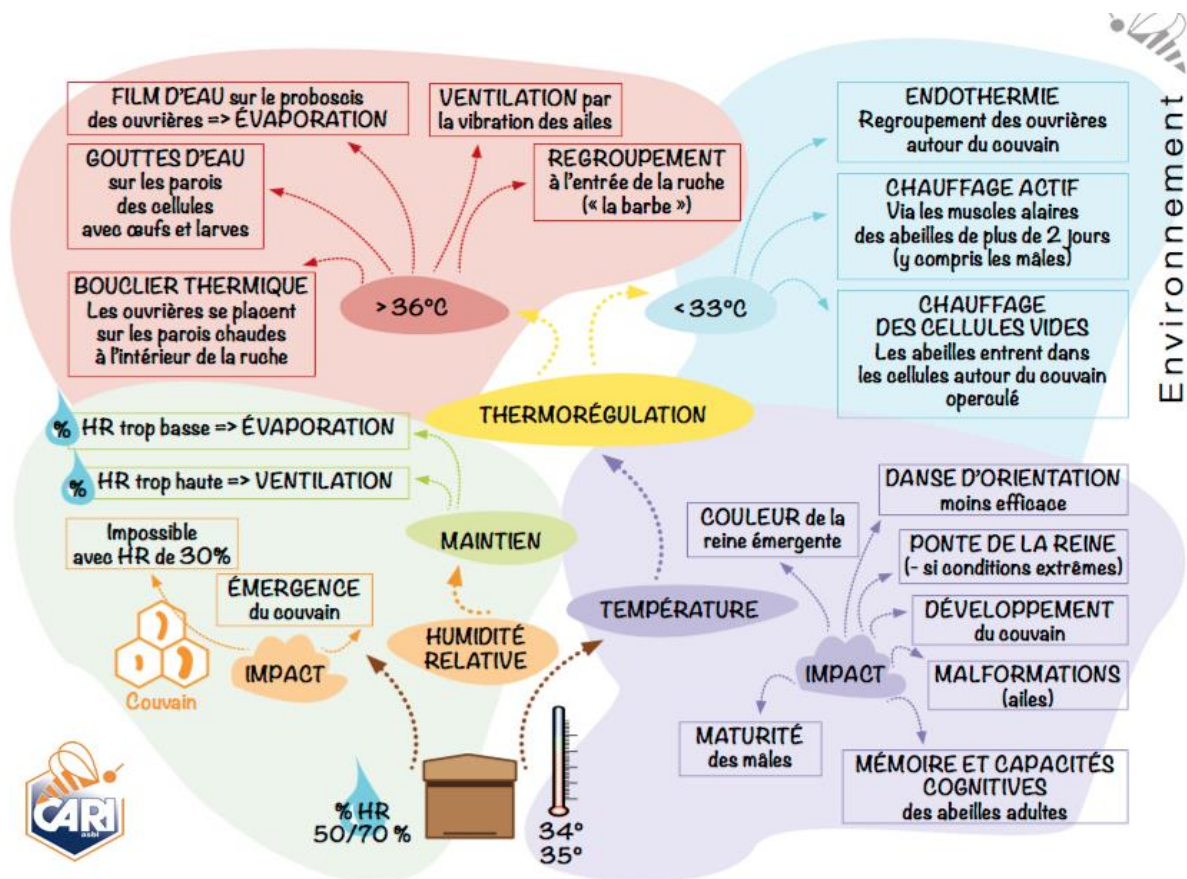 Environnement
FILM D'EAU sur le proboscis
des ouvrières => ÉVAPORATION
VENTILATION par
la vibration des ailes
GOUTTES D'EAU
sur les parois
des cellules
avec œufs et larves
REGROUPEMENT
à l'entrée de la ruche
(« la barbe »)
BOUCLIER THERMIQUE
Les ouvrières se placent
sur les parois chaudes
à l'intérieur de la ruche
> 36°C
ENDOTHERMIE
Regroupement des ouvrières
autour du couvain
CHAUFFAGE ACTIF
Via les muscles alaires
des abeilles de plus de 2 jours
(y compris les mâles)
< 33°C
CHAUFFAGE
DES CELLULES VIDES
Les abeilles entrent dans
les cellules autour du couvain
operculé
THERMORÉGULATION
% HR trop basse => ÉVAPORATION
% HR trop haute => VENTILATION
MAINTIEN
Impossible
avec HR de 30%
ÉMERGENCE
du couvain
IMPACT
Couvain
HUMIDITÉ
RELATIVE
TEMPÉRATURE
COULEUR de la
reine émergente
DANSE D'ORIENTATION
moins efficace
PONTE DE LA REINE
(- si conditions extrêmes)
DÉVELOPPEMENT
du couvain
IMPACT
MALFORMATIONS
(ailes)
MATURITÉ
des mâles
MÉMOIRE ET CAPACITÉS
COGNITIVES
des abeilles adultes
% HR
50/70 %
34°
35°
CARI
asbl